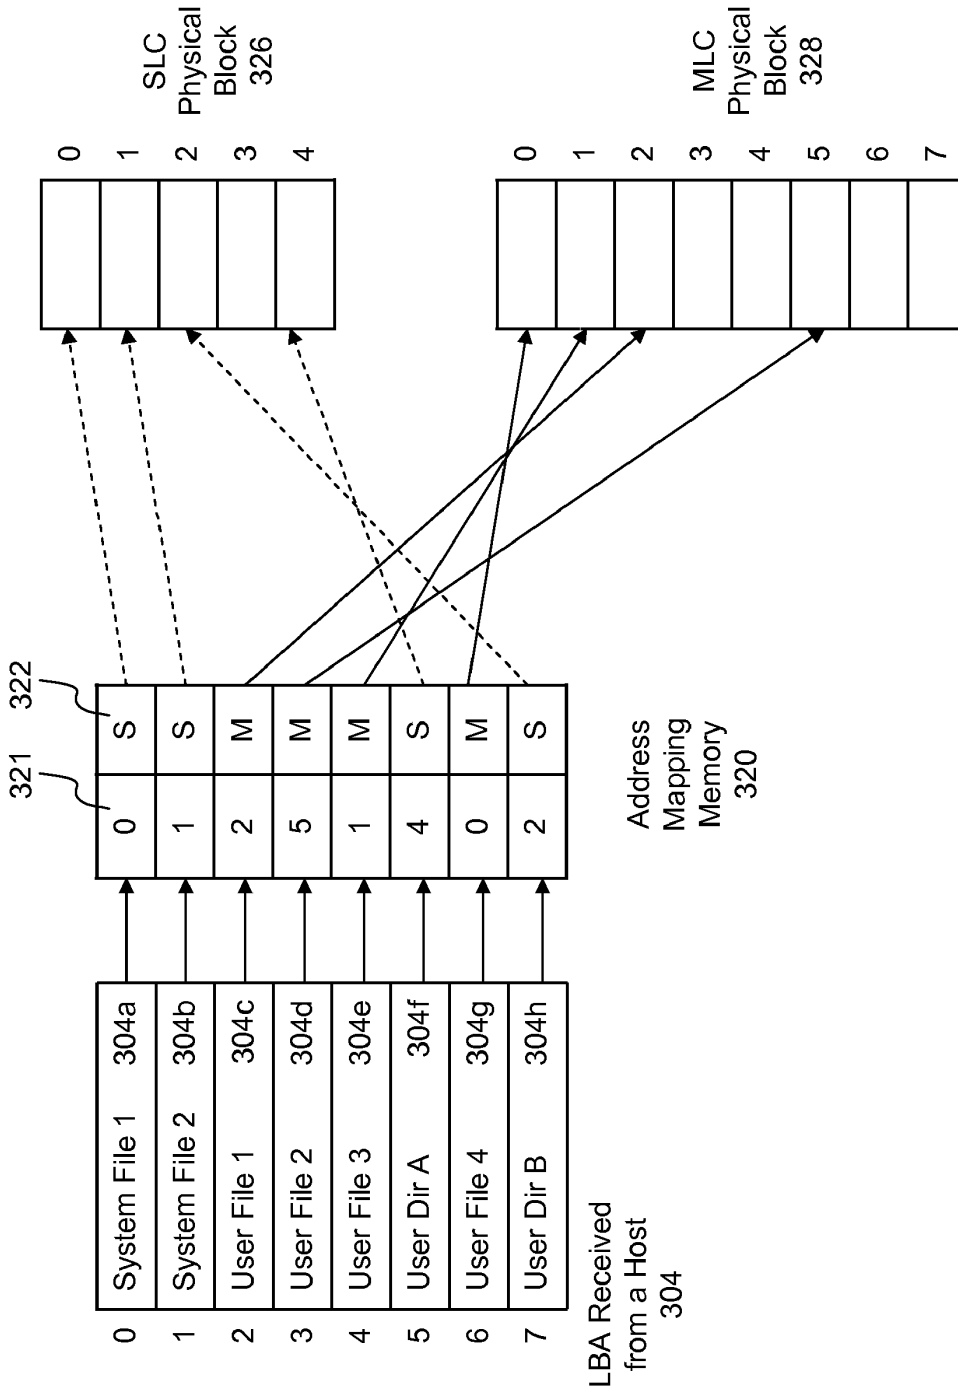 0 System File 1 304a
1 System File 2 304b
2 User File 1 304c
3 User File 2 304d
4 User File 3 304e
5 User Dir A 304f
6 User File 4 304g
7 User Dir B 304h
LBA Received
from a Host
304
321
322
0 S
1 S
2 M
5 M
1 M
4 S
0 M
2 S
Address
Mapping
Memory
320
0
1
2
3
4
SLC
Physical
Block
326
0
1
2
3
4
5
6
7
MLC
Physical
Block
328